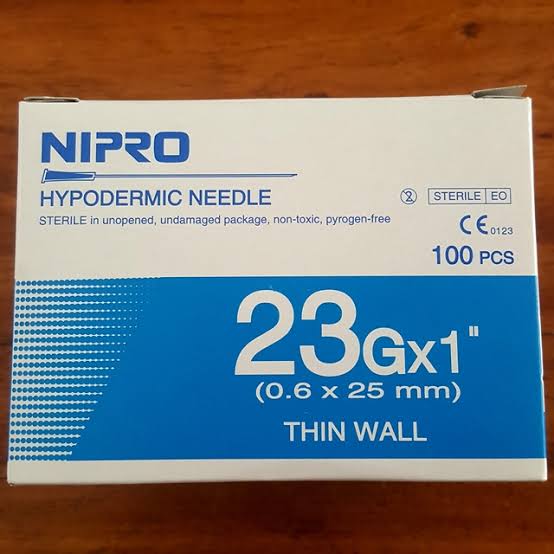 NIPRO
HYPODERMIC NEEDLE
STERILE in unopened, undamaged package, non-toxic, pyrogen-free
2 STERILE EO
CE 0123
100 PCS
23Gx1"
(0.6 x 25 mm)
THIN WALL